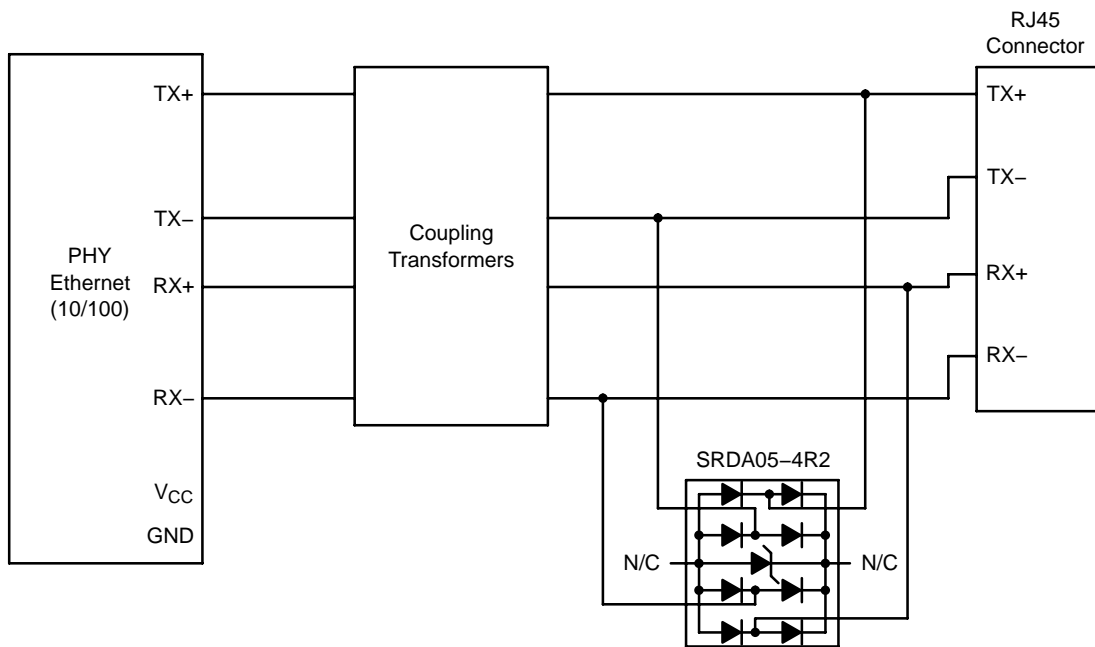 RJ45
Connector
TX+
TX−
RX+
RX−
PHY
Ethernet
(10/100)
VCC
GND
Coupling
Transformers
TX+
TX−
RX+
RX−
SRDA05−4R2
N/C
N/C